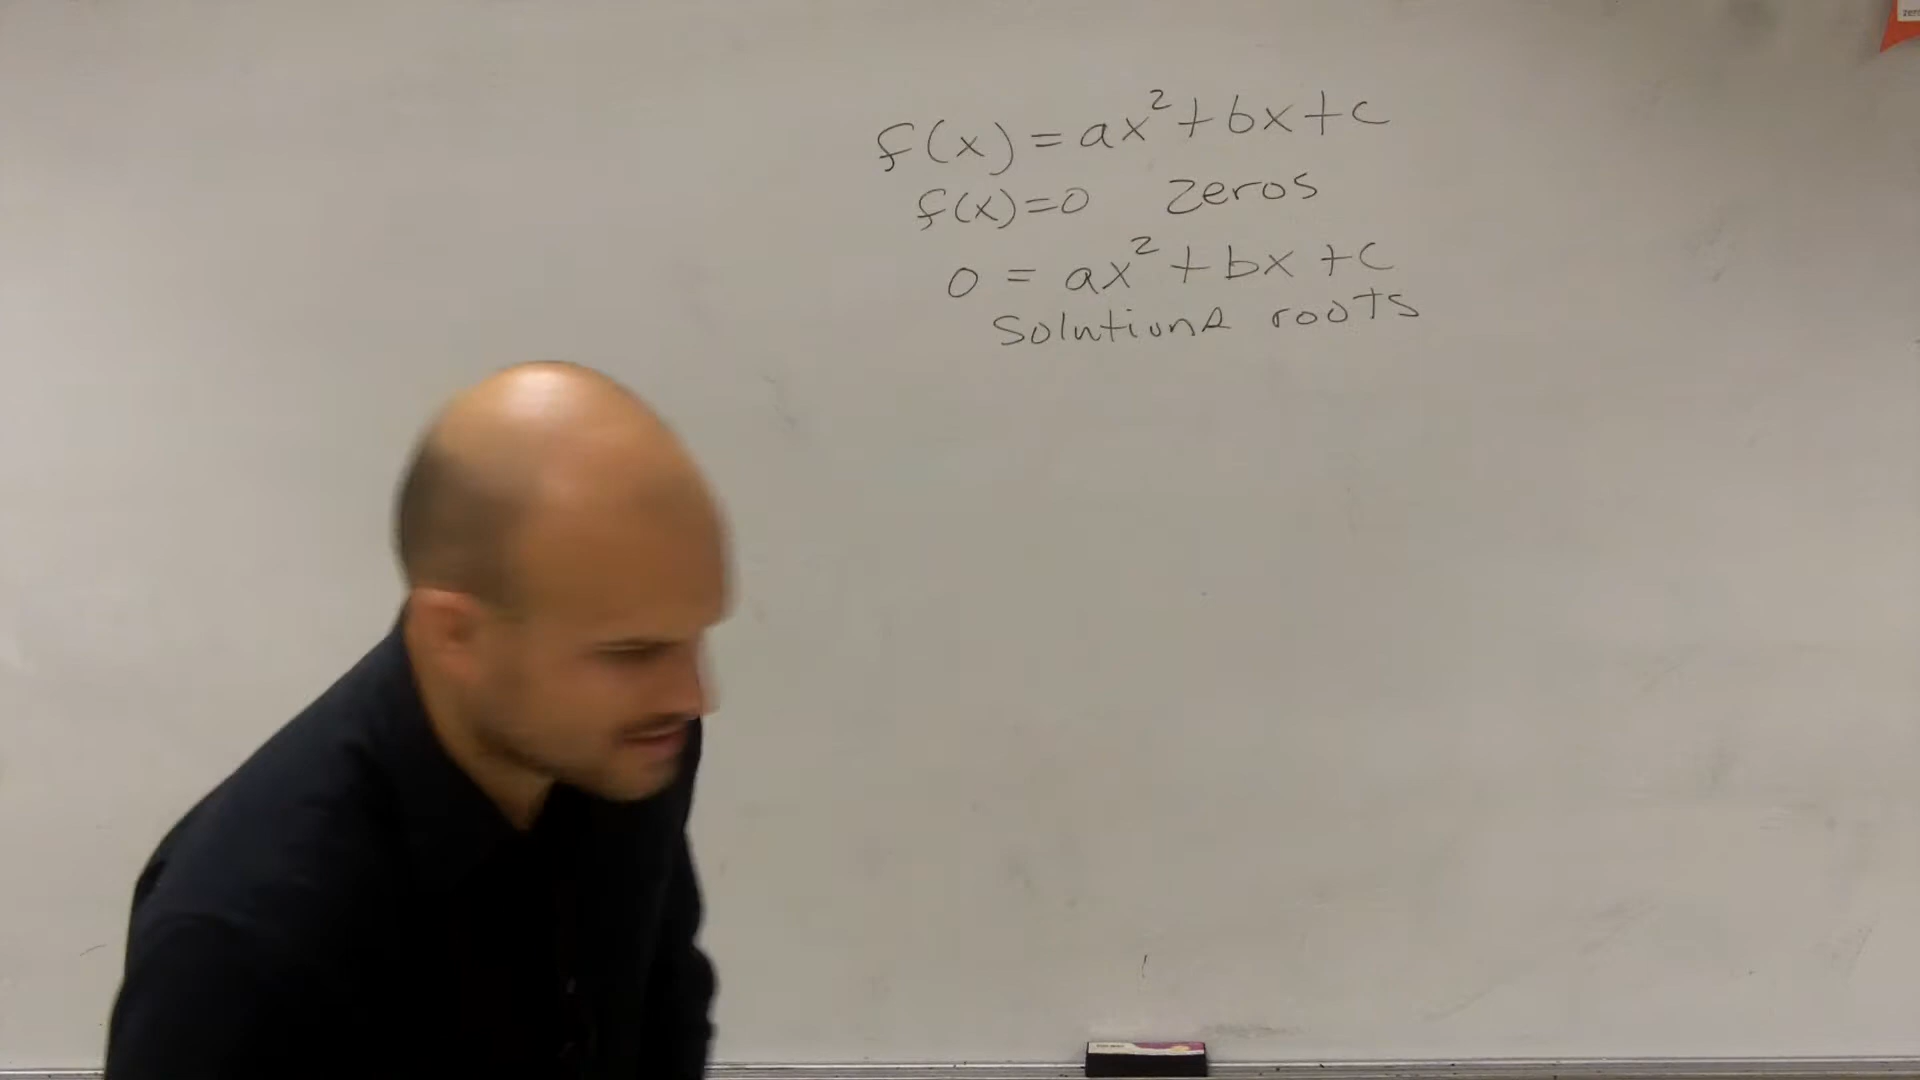 f(x) = ax² + bx + c
f(x) = 0 zeros
0 = ax² + bx + c
Solutions roots